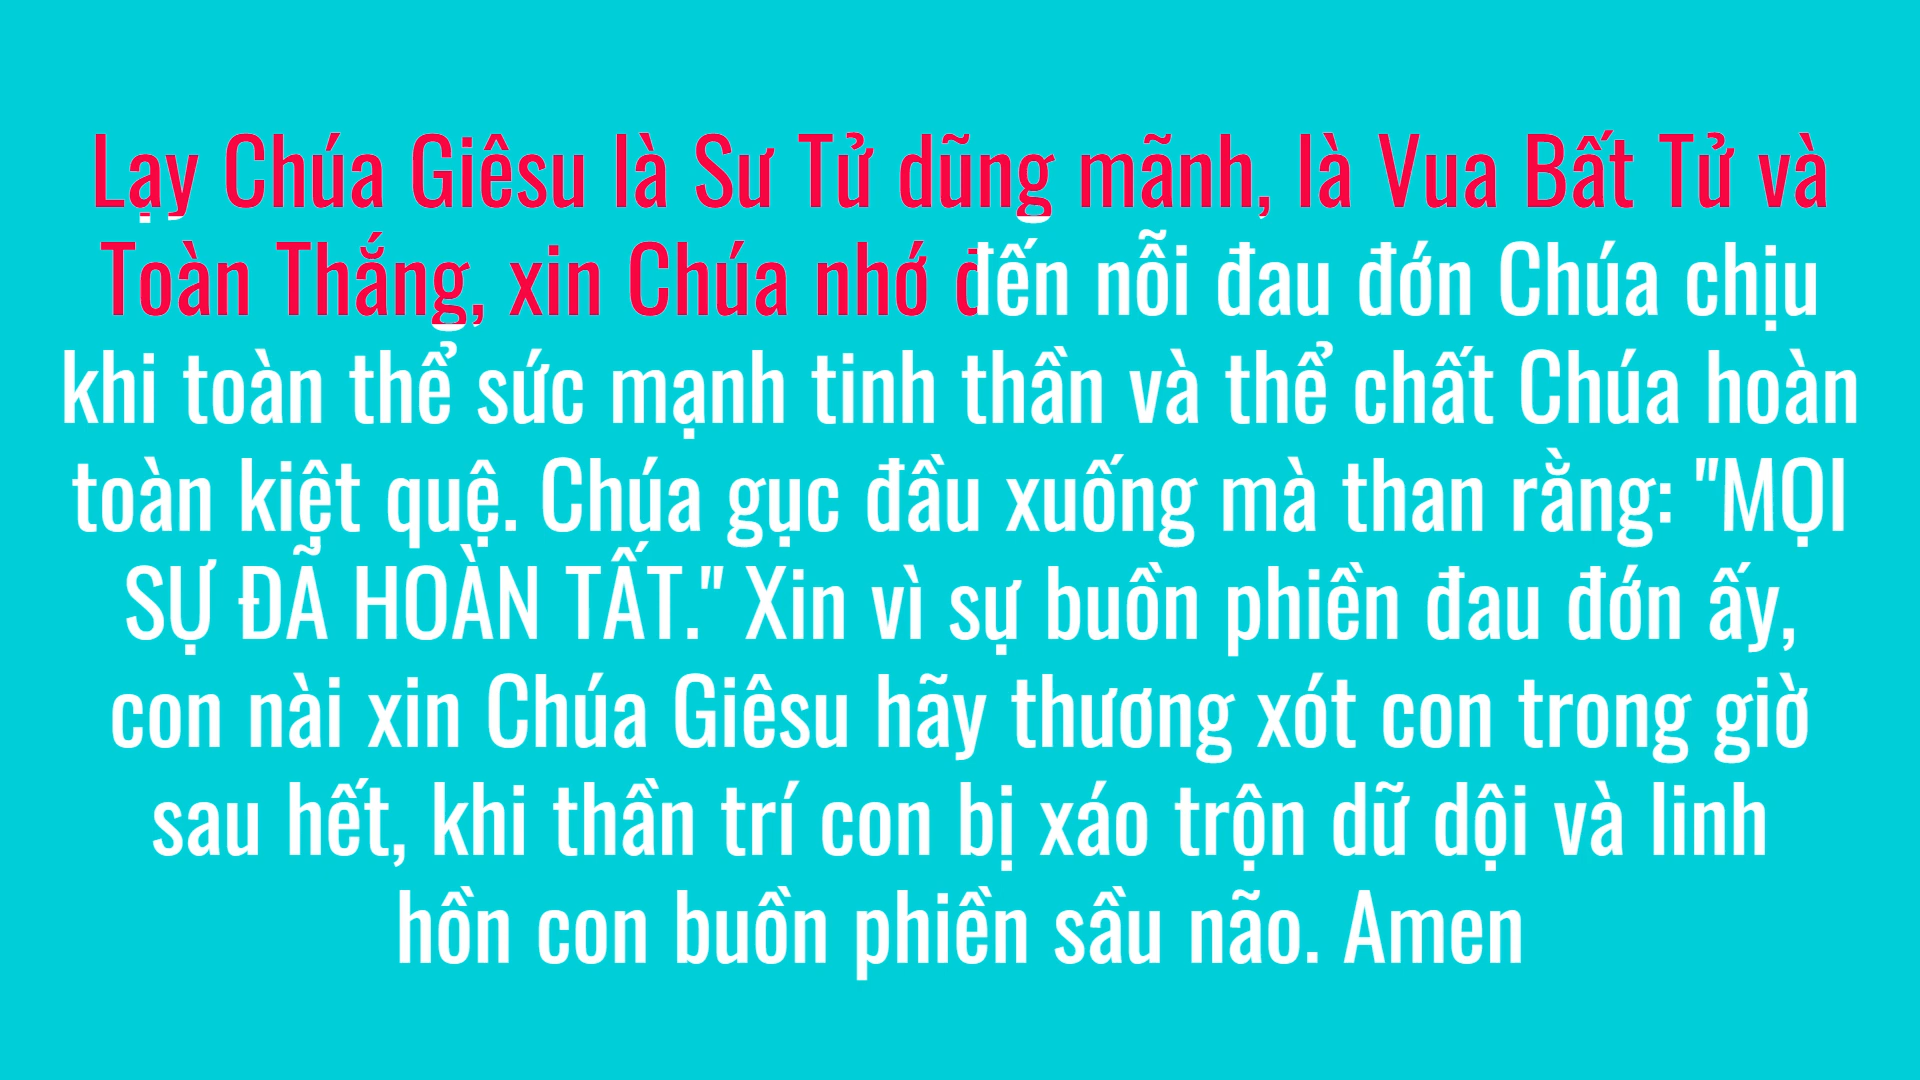 Lạy Chúa Giêsu là Sư Tử dũng mãnh, là Vua Bất Tử và
Toàn Thắng, xin Chúa nhớ đến nỗi đau đớn Chúa chịu
khi toàn thể sức mạnh tinh thần và thể chất Chúa hoàn
toàn kiệt quệ. Chúa gục đầu xuống mà than rằng: "MỌI
SỰ ĐÃ HOÀN TẤT." Xin vì sự buồn phiền đau đớn ấy,
con nài xin Chúa Giêsu hãy thương xót con trong giờ
sau hết, khi thần trí con bị xáo trộn dữ dội và linh
hồn con buồn phiền sầu não. Amen